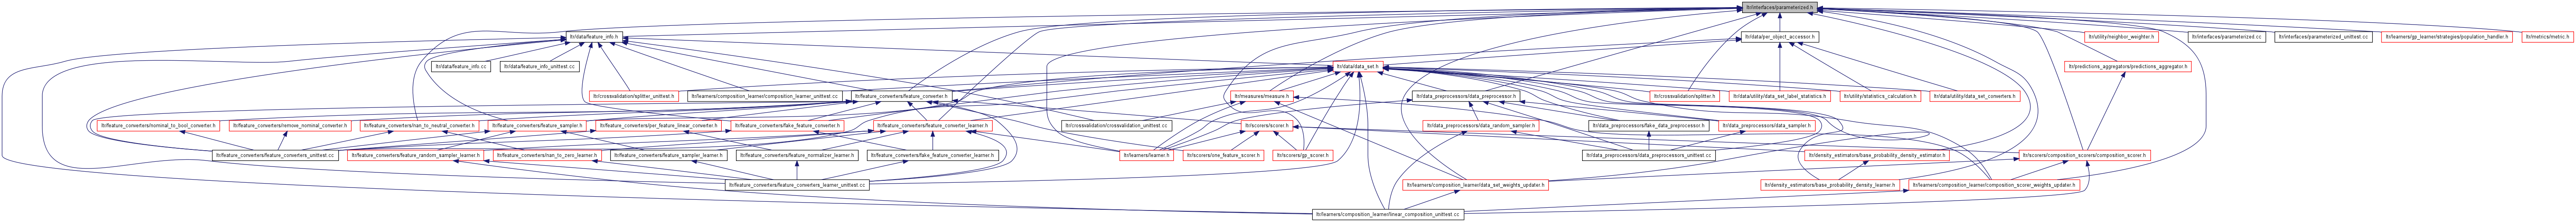 ltr/interfaces/parameterized.h
ltr/data/feature_info.h
ltr/data/per_object_accessor.h
ltr/utility/neighbor_weighter.h
ltr/interfaces/parameterized.cc
ltr/interfaces/parameterized_unittest.cc
ltr/learners/gp_learner/strategies/population_handler.h
ltr/metrics/metric.h
ltr/data/feature_info.cc
ltr/data/feature_info_unittest.cc
ltr/data/data_set.h
ltr/predictions_aggregators/predictions_aggregator.h
ltr/crossvalidation/splitter_unittest.h
ltr/learners/composition_learner/composition_learner_unittest.cc
ltr/feature_converters/feature_converter.h
ltr/measures/measure.h
ltr/data_preprocessors/data_preprocessor.h
ltr/crossvalidation/splitter.h
ltr/data/utility/data_set_label_statistics.h
ltr/utility/statistics_calculation.h
ltr/data/utility/data_set_converters.h
ltr/feature_converters/nominal_to_bool_converter.h
ltr/feature_converters/remove_nominal_converter.h
ltr/feature_converters/nan_to_neutral_converter.h
ltr/feature_converters/feature_sampler.h
ltr/feature_converters/per_feature_linear_converter.h
ltr/feature_converters/fake_feature_converter.h
ltr/feature_converters/feature_converter_learner.h
ltr/crossvalidation/crossvalidation_unittest.cc
ltr/scorers/scorer.h
ltr/data_preprocessors/data_random_sampler.h
ltr/data_preprocessors/fake_data_preprocessor.h
ltr/data_preprocessors/data_sampler.h
ltr/feature_converters/feature_converters_unittest.cc
ltr/feature_converters/feature_random_sampler_learner.h
ltr/feature_converters/nan_to_zero_learner.h
ltr/feature_converters/feature_sampler_learner.h
ltr/feature_converters/feature_normalizer_learner.h
ltr/feature_converters/fake_feature_converter_learner.h
ltr/learners/learner.h
ltr/scorers/one_feature_scorer.h
ltr/scorers/gp_scorer.h
ltr/data_preprocessors/data_preprocessors_unittest.cc
ltr/density_estimators/base_probability_density_estimator.h
ltr/scorers/composition_scorers/composition_scorer.h
ltr/feature_converters/feature_converters_learner_unittest.cc
ltr/learners/composition_learner/data_set_weights_updater.h
ltr/density_estimators/base_probability_density_learner.h
ltr/learners/composition_learner/composition_scorer_weights_updater.h
ltr/learners/composition_learner/linear_composition_unittest.cc